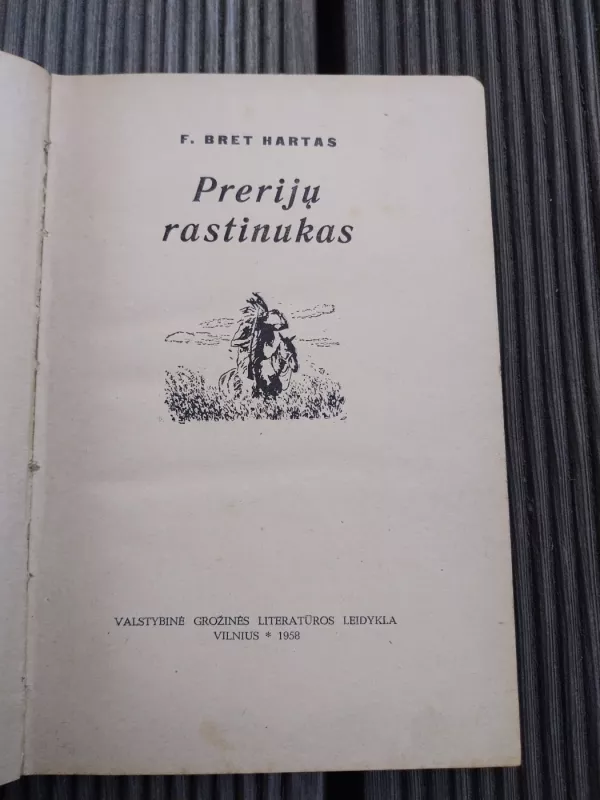 F. BRET HARTAS
Prerijų
rastinukas
VALSTYBINĖ GROŽINĖS LITERATŪROS LEIDYKLA
VILNIUS * 1958